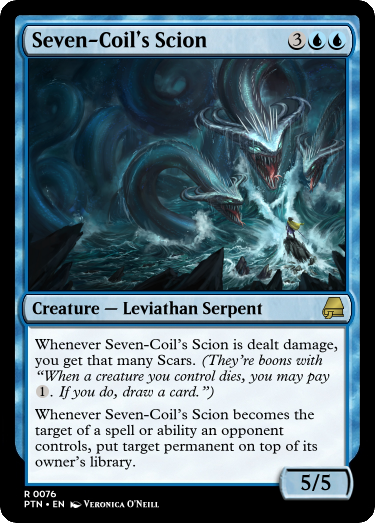 Seven-Coil's Scion 3
Creature — Leviathan Serpent
Whenever Seven-Coil's Scion is dealt damage,
you get that many Scars. (They're boons with
“When a creature you control dies, you may pay
1. If you do, draw a card.”)
Whenever Seven-Coil's Scion becomes the
target of a spell or ability an opponent
controls, put target permanent on top of its
owner's library.
5/5
R 0076
PTN • EN VERONICA O'NEILL